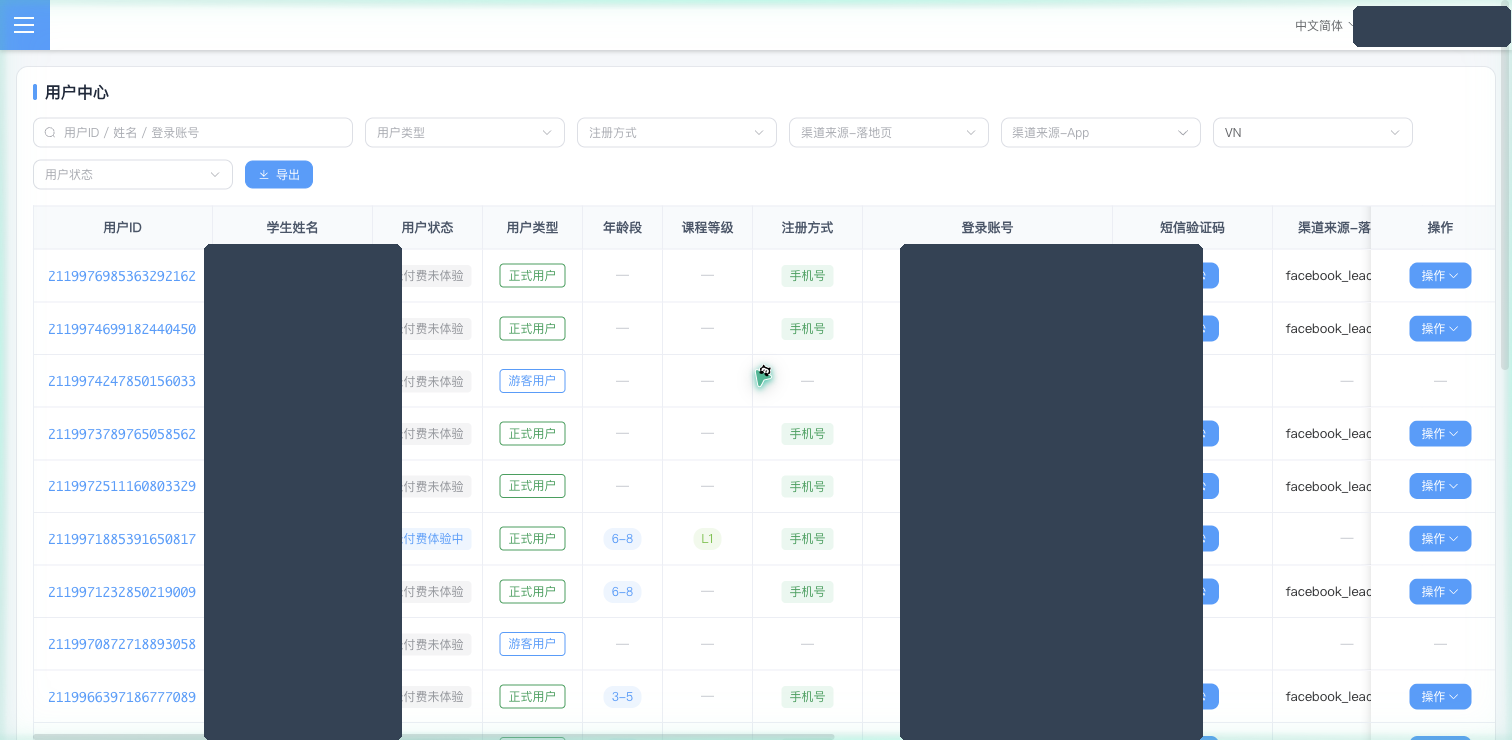 中文简体
用户中心
用户ID / 姓名 / 登录账号 用户类型 注册方式 渠道来源-落地页 渠道来源-App VN
用户状态 导出
用户ID 学生姓名 用户状态 用户类型 年龄段 课程等级 注册方式 登录账号 短信验证码 渠道来源-落 操作
2119976985363292162 付费未体验 正式用户 — — 手机号 facebook_leac 操作
2119974699182440450 付费未体验 正式用户 — — 手机号 facebook_leac 操作
2119974247850156033 付费未体验 游客用户 — — — — —
2119973789765058562 付费未体验 正式用户 — — 手机号 facebook_leac 操作
2119972511160803329 付费未体验 正式用户 — — 手机号 facebook_leac 操作
2119971885391650817 付费体验中 正式用户 6-8 L1 手机号 — 操作
2119971232850219009 付费未体验 正式用户 6-8 — 手机号 facebook_leac 操作
2119970872718893058 付费未体验 游客用户 — — — — —
2119966397186777089 付费未体验 正式用户 3-5 — 手机号 facebook_leac 操作